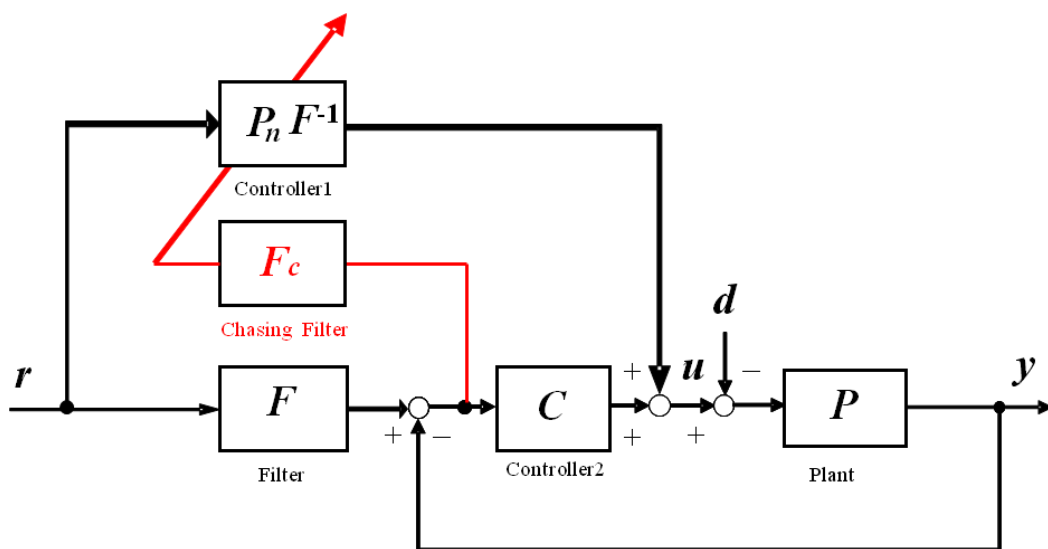 PnF-1
Controller1
Fc
Chasing Filter
r
F
Filter
+
−
C
Controller2
+
+
u
+
d
−
P
Plant
y